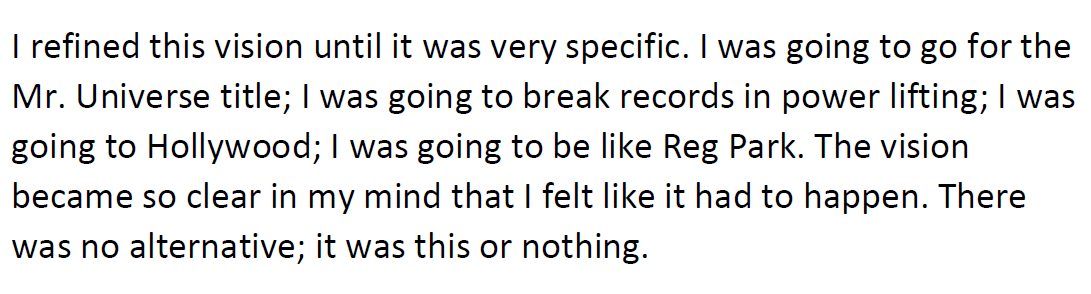 I refined this vision until it was very specific. I was going to go for the
Mr. Universe title; I was going to break records in power lifting; I was
going to Hollywood; I was going to be like Reg Park. The vision
became so clear in my mind that I felt like it had to happen. There
was no alternative; it was this or nothing.